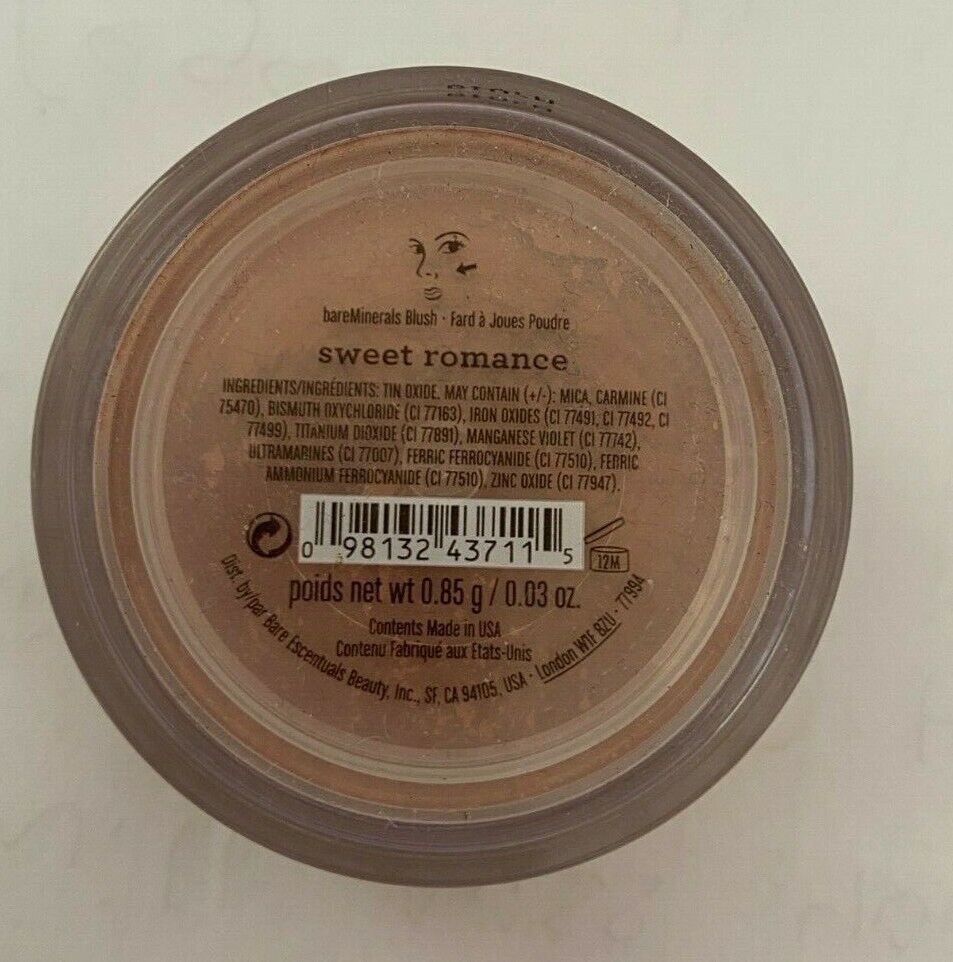 bareMinerals Blush · Fard à Joues Poudre
sweet romance
INGREDIENTS/INGRÉDIENTS: TIN OXIDE. MAY CONTAIN (+/-): MICA, CARMINE (CI
75470), BISMUTH OXYCHLORIDE (CI 77163), IRON OXIDES (CI 77491, CI 77492, CI
77499), TITANIUM DIOXIDE (CI 77891), MANGANESE VIOLET (CI 77742),
ULTRAMARINES (CI 77007), FERRIC FERROCYANIDE (CI 77510), FERRIC
AMMONIUM FERROCYANIDE (CI 77510), ZINC OXIDE (CI 77947).
0 98132 43711 5
12M
poids net wt 0.85 g / 0.03 oz.
Contents Made in USA
Contenu Fabriqué aux Etats-Unis
Dist. by/par Bare Escentuals Beauty, Inc., SF, CA 94105, USA · London W1F 8ZU · 77994